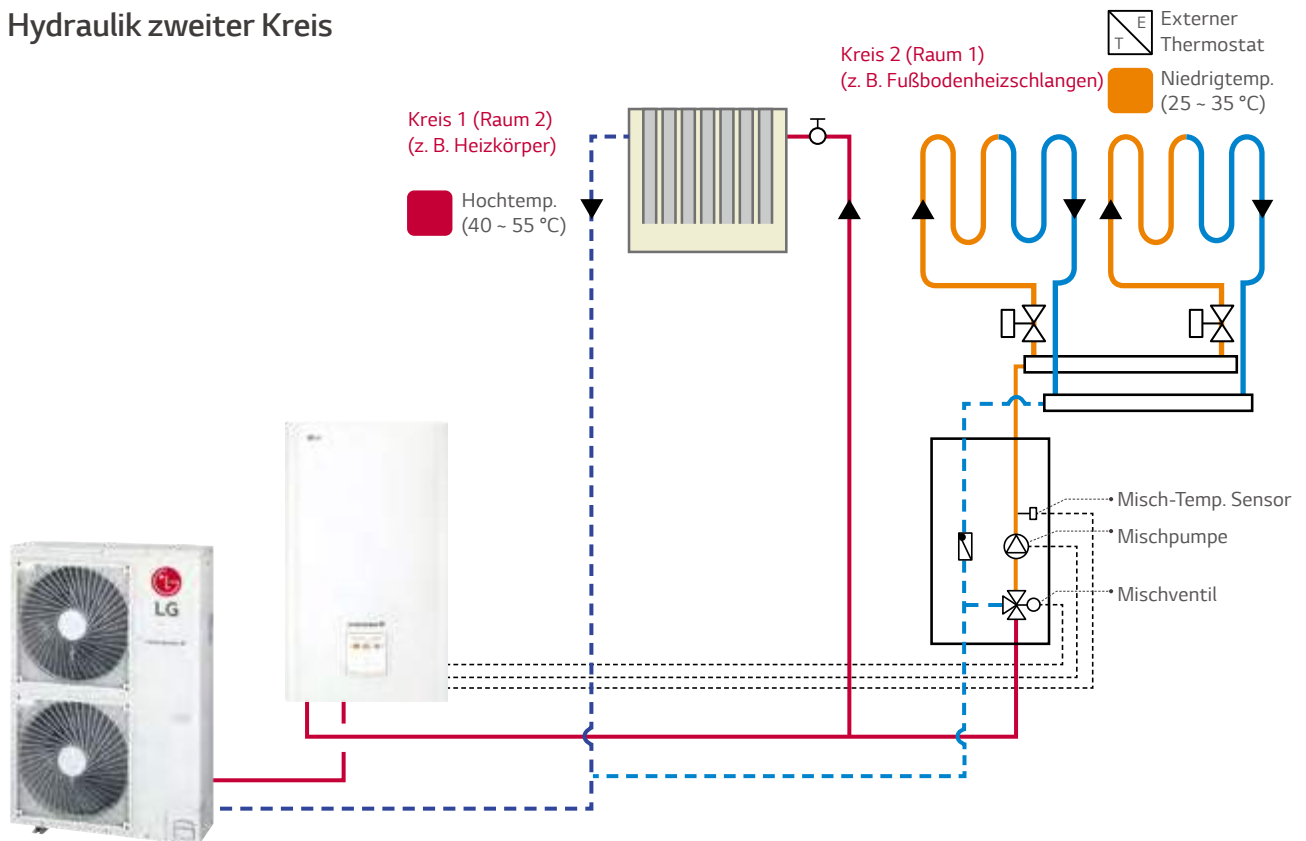 Hydraulik zweiter Kreis
E
T
Externer
Thermostat
Kreis 2 (Raum 1)
(z. B. Fußbodenheizschlangen)
Niedrigtemp.
(25 ~ 35 °C)
Kreis 1 (Raum 2)
(z. B. Heizkörper)
Hochtemp.
(40 ~ 55 °C)
Misch-Temp. Sensor
Mischpumpe
Mischventil
LG